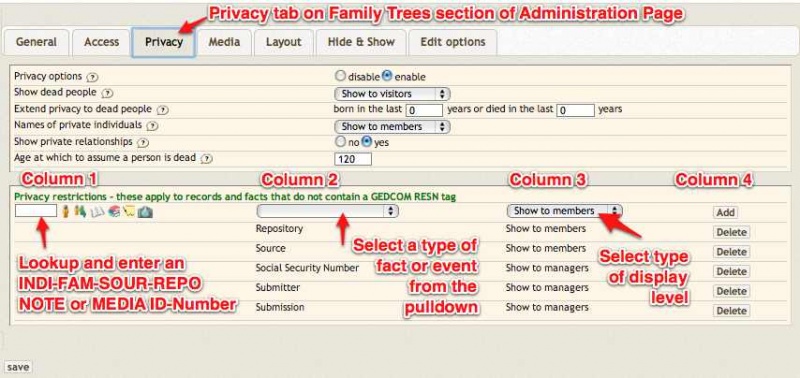 Privacy tab on Family Trees section of Administration Page
General Access Privacy Media Layout Hide & Show Edit options
Privacy options ? disable enable
Show dead people ? Show to visitors
Extend privacy to dead people ? born in the last 0 years or died in the last 0 years
Names of private individuals ? Show to members
Show private relationships ? no yes
Age at which to assume a person is dead ? 120
Column 1 Column 2 Column 3 Column 4
Privacy restrictions - these apply to records and facts that do not contain a GEDCOM RESN tag
Show to members Add
Repository Show to members Delete
Source Show to members Delete
Social Security Number Show to managers Delete
Submitter Show to managers Delete
Submission Show to managers Delete
Lookup and enter an
INDI-FAM-SOUR-REPO
NOTE or MEDIA ID-Number
Select a type of
fact or event
from the
pulldown
Select type
of display
level
save